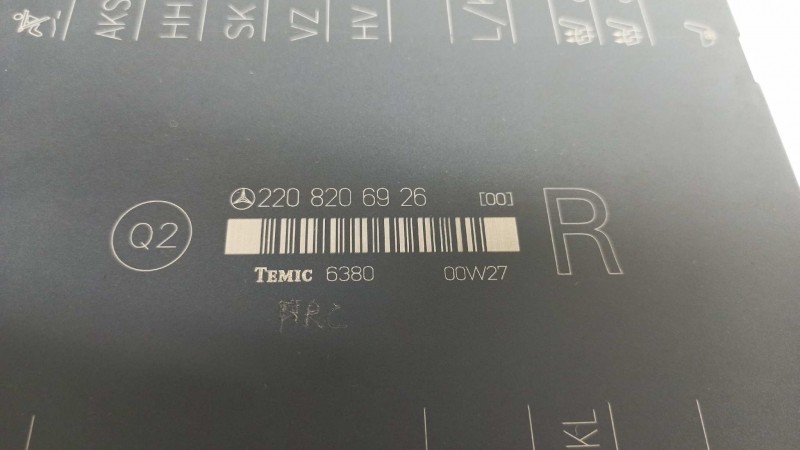 AKS
HH
SK
VZ
HV
L/
220 820 69 26 [00]
Q2
R
TEMIC 6380 00W27
KL